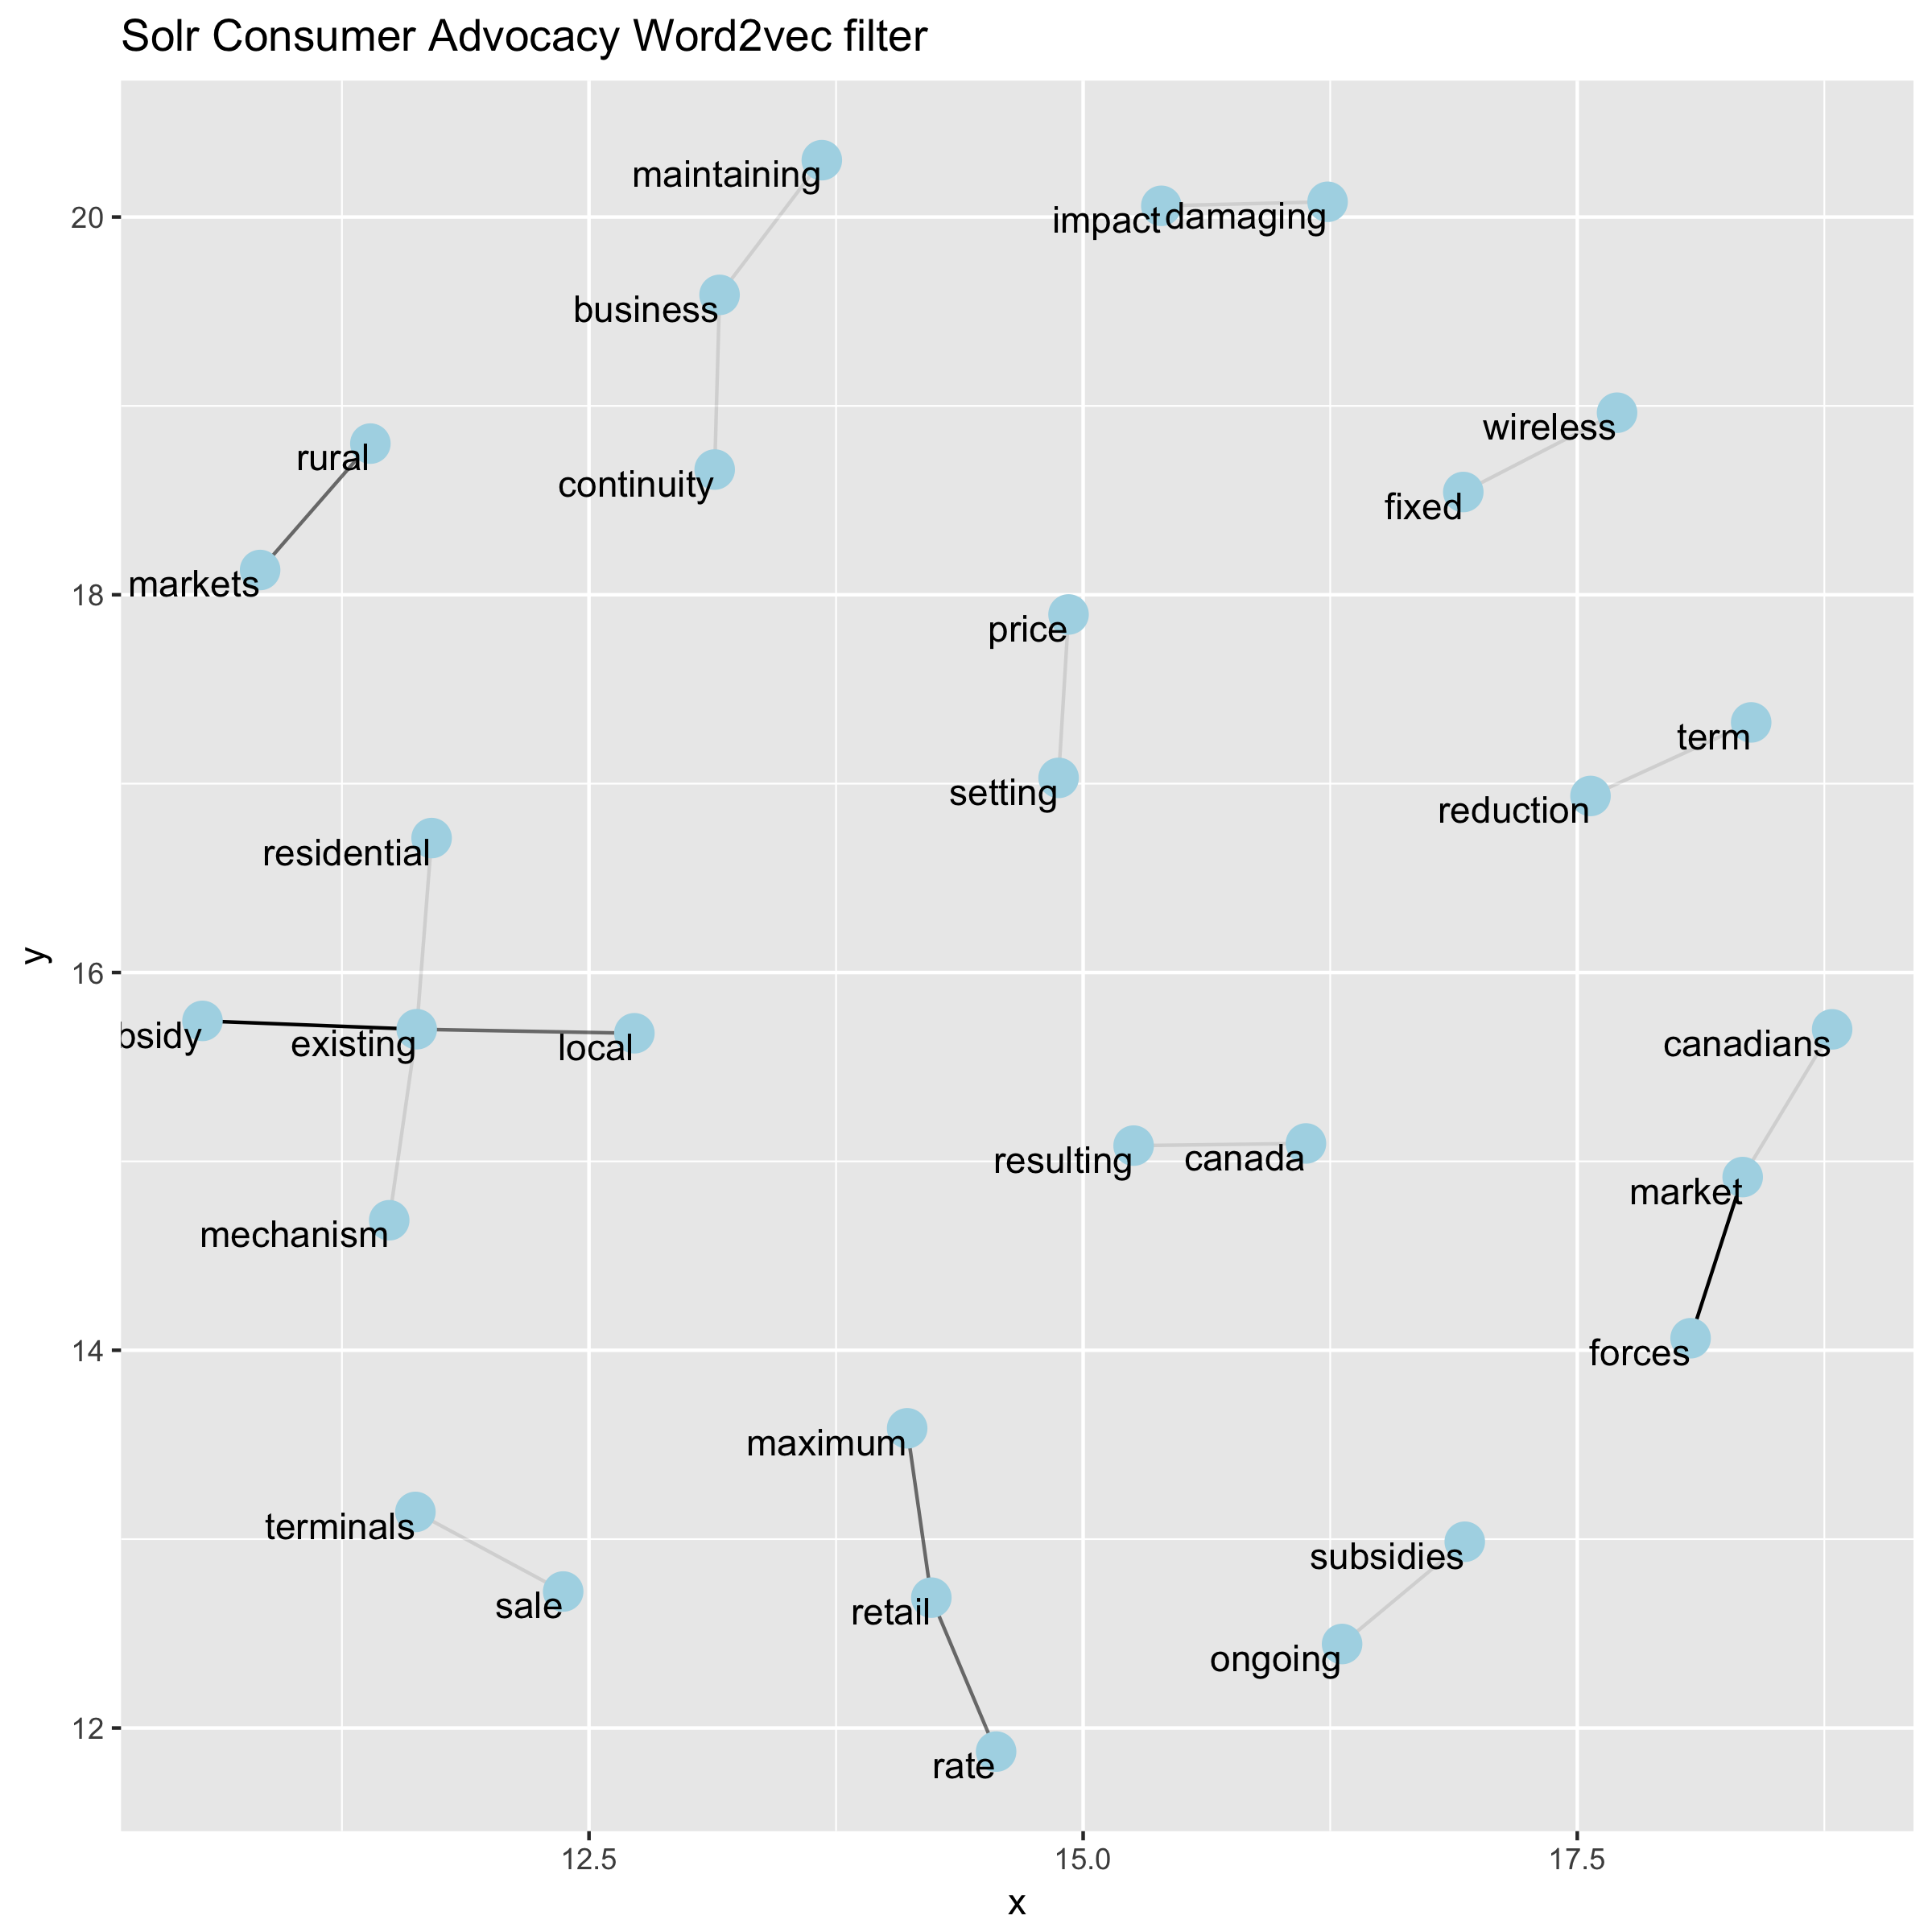 Solr Consumer Advocacy Word2vec filter
maintaining
20
impact
damaging
business
wireless
rural
continuity
fixed
markets
18
price
term
setting
reduction
residential
y
16
bsidy
existing
local
canadians
resulting
canada
market
mechanism
14
forces
maximum
terminals
subsidies
sale
retail
ongoing
12
rate
12.5
15.0
17.5
x